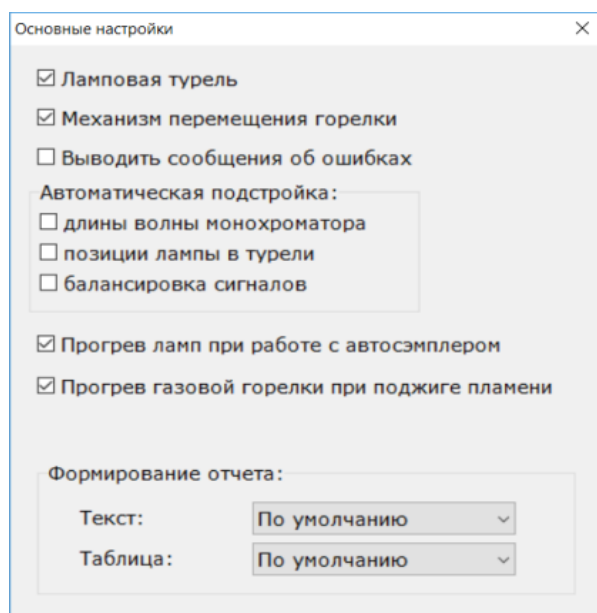 Основные настройки
Ламповая турель
Механизм перемещения горелки
Выводить сообщения об ошибках
Автоматическая подстройка:
длины волны монохроматора
позиции лампы в турели
балансировка сигналов
Прогрев ламп при работе с автосэмплером
Прогрев газовой горелки при поджиге пламени
Формирование отчета:
Текст: По умолчанию
Таблица: По умолчанию